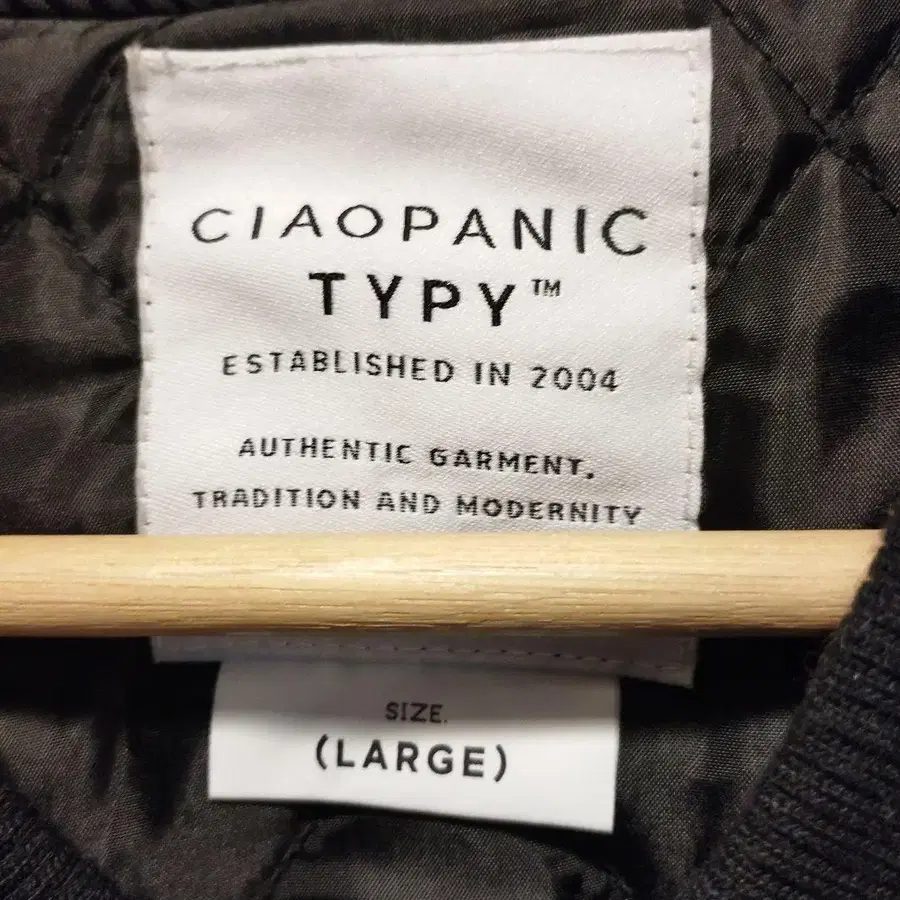 CIAOPANIC
TYPY™
ESTABLISHED IN 2004
AUTHENTIC GARMENT,
TRADITION AND MODERNITY
SIZE.
(LARGE)